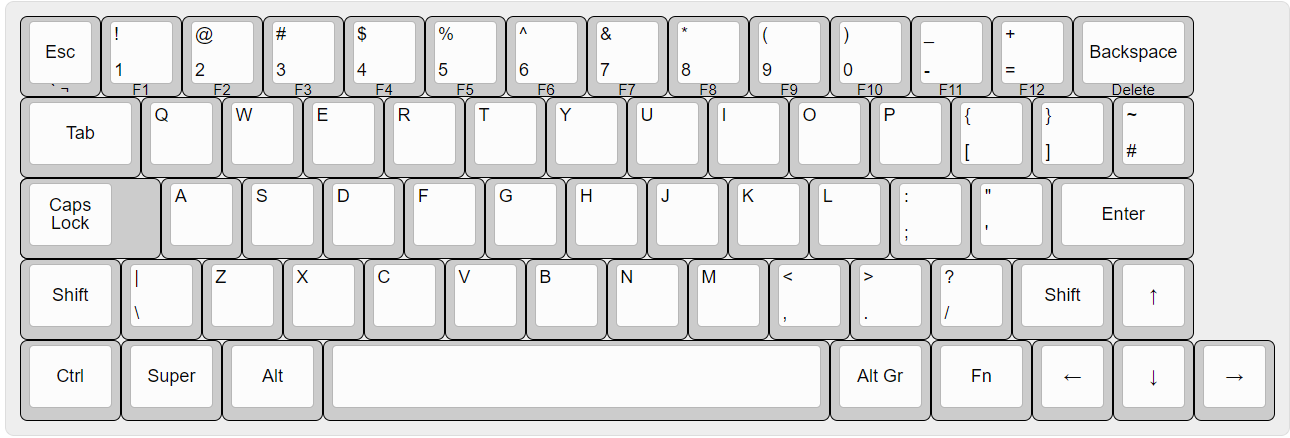 Esc ! @ # $ % ^ & * ( ) _ + Backspace
1 2 3 4 5 6 7 8 9 0 - =
` ¬ F1 F2 F3 F4 F5 F6 F7 F8 F9 F10 F11 F12 Delete
Tab Q W E R T Y U I O P { } ~
[ ] #
Caps A S D F G H J K L : " Enter
Lock ; '
Shift | Z X C V B N M < > ? Shift ↑
\ , . /
Ctrl Super Alt Alt Gr Fn ← ↓ →